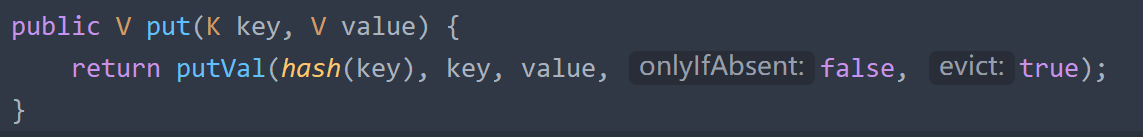 public V put(K key, V value) {
    return putVal(hash(key), key, value, onlyIfAbsent: false, evict: true);
}